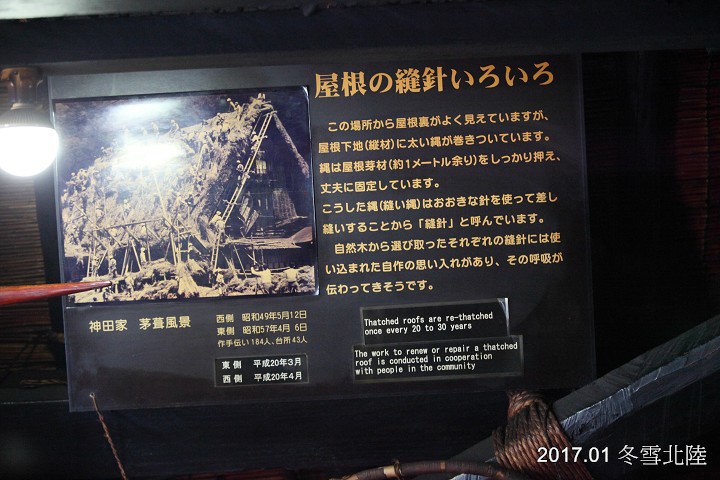 屋根の縫針いろいろ
この場所から屋根裏がよく見えていますが、
屋根下地(縦材)に太い縄が巻きついています。
縄は屋根芽材(約1メートル余り)をしっかり押え、
丈夫に固定しています。
こうした縄(縫い縄)はおおきな針を使って差し
縫いすることから「縫針」と呼んでいます。
自然木から選び取ったそれぞれの縫針には使
い込まれた自作の思い入れがあり、その呼吸が
伝わってきそうです。
神田家 茅葺風景
西側 昭和49年5月12日
東側 昭和57年4月 6日
作手伝い184人、台所43人
東側 平成20年3月
西側 平成20年4月
Thatched roofs are re-thatched
once every 20 to 30 years
The work to renew or repair a thatched
roof is conducted in cooperation
with people in the community
2017.01 冬雪北陸